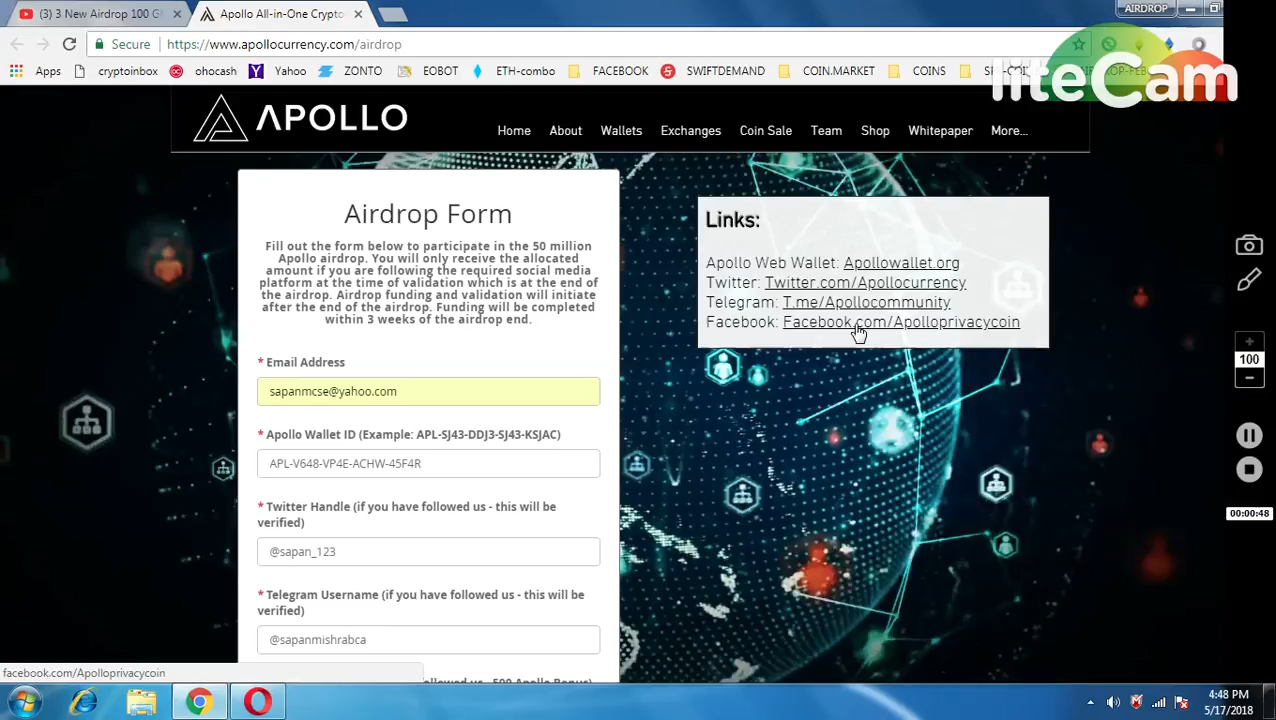 (3) 3 New Airdrop 100 G
Apollo All-in-One Crypto
AIRDROP
Secure
https://www.apollocurrency.com/airdrop
Apps
cryptoinbox
ohocash
Yahoo
ZONTO
ROBOT
ETH-combo
FACEBOOK
SWIFTDEMAND
COIN.MARKET
COINS
liteCam
APOLLO
Home
About
Wallets
Exchanges
Coin Sale
Team
Shop
Whitepaper
More...
Airdrop Form
Fill out the form below to participate in the 50 million
Apollo airdrop. You will only receive the allocated
amount if you are following the required social media
platform at the time of validation which is at the end of
the airdrop. Airdrop funding and validation will initiate
after the end of the airdrop. Funding will be completed
within 3 weeks of the airdrop end.
* Email Address
sapanmcse@yahoo.com
* Apollo Wallet ID (Example: APL-SJ43-DDJ3-SJ43-KSJAC)
APL-V648-VP4E-ACHW-45F4R
* Twitter Handle (if you have followed us - this will be
verified)
@sapan_123
* Telegram Username (if you have followed us - this will be
verified)
@sapanmishrabca
ollowed us - 500 Apollo Bonus)
Links:
Apollo Web Wallet: Apollowallet.org
Twitter: Twitter.com/Apollocurrency
Telegram: T.me/Apollocommunity
Facebook: Facebook.com/Apolloprivacycoin
100
00:00:48
facebook.com/Apolloprivacycoin
4:48 PM
5/17/2018